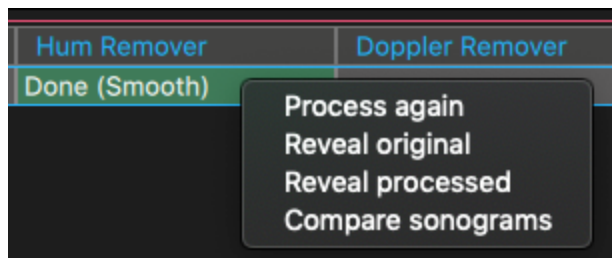 Hum Remover
Doppler Remover
Done (Smooth)
Process again
Reveal original
Reveal processed
Compare sonograms